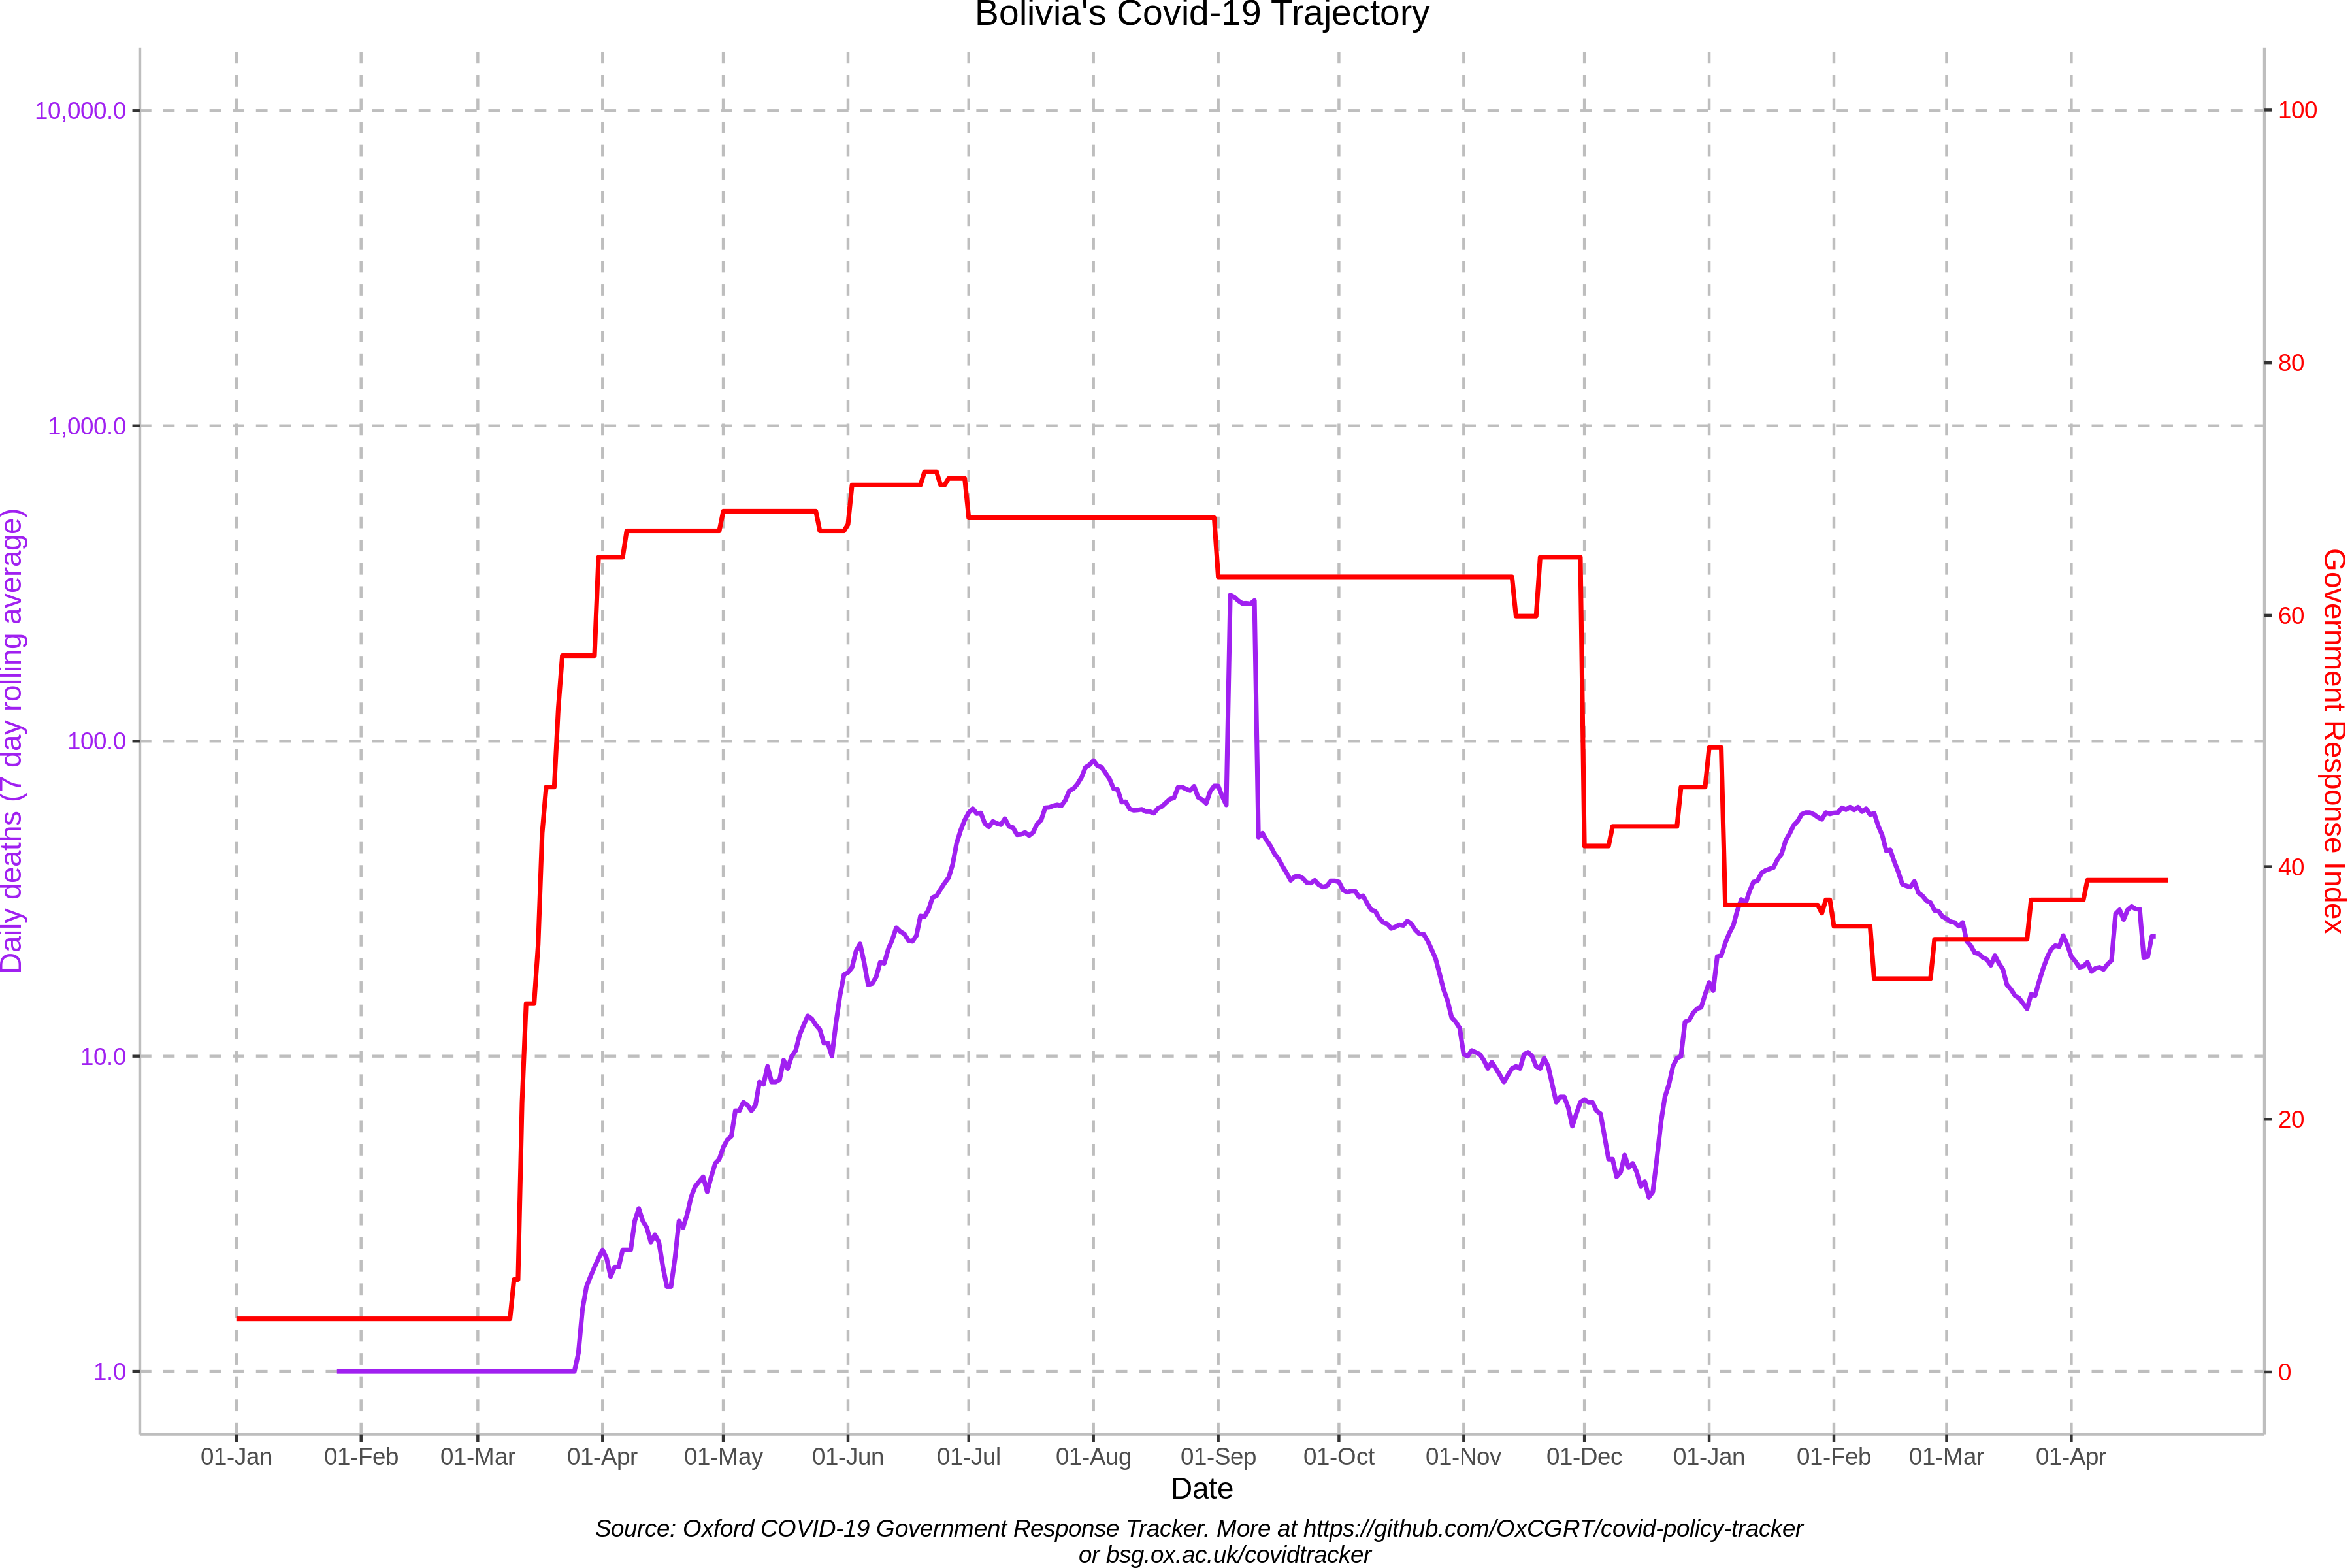 Bolivia's Covid-19 Trajectory
10,000.0
1,000.0
100.0
10.0
1.0
Daily deaths (7 day rolling average)
100
80
60
40
20
0
Government Response Index
01-Jan 01-Feb 01-Mar 01-Apr 01-May 01-Jun 01-Jul 01-Aug 01-Sep 01-Oct 01-Nov 01-Dec 01-Jan 01-Feb 01-Mar 01-Apr
Date
Source: Oxford COVID-19 Government Response Tracker. More at https://github.com/OxCGRT/covid-policy-tracker
or bsg.ox.ac.uk/covidtracker